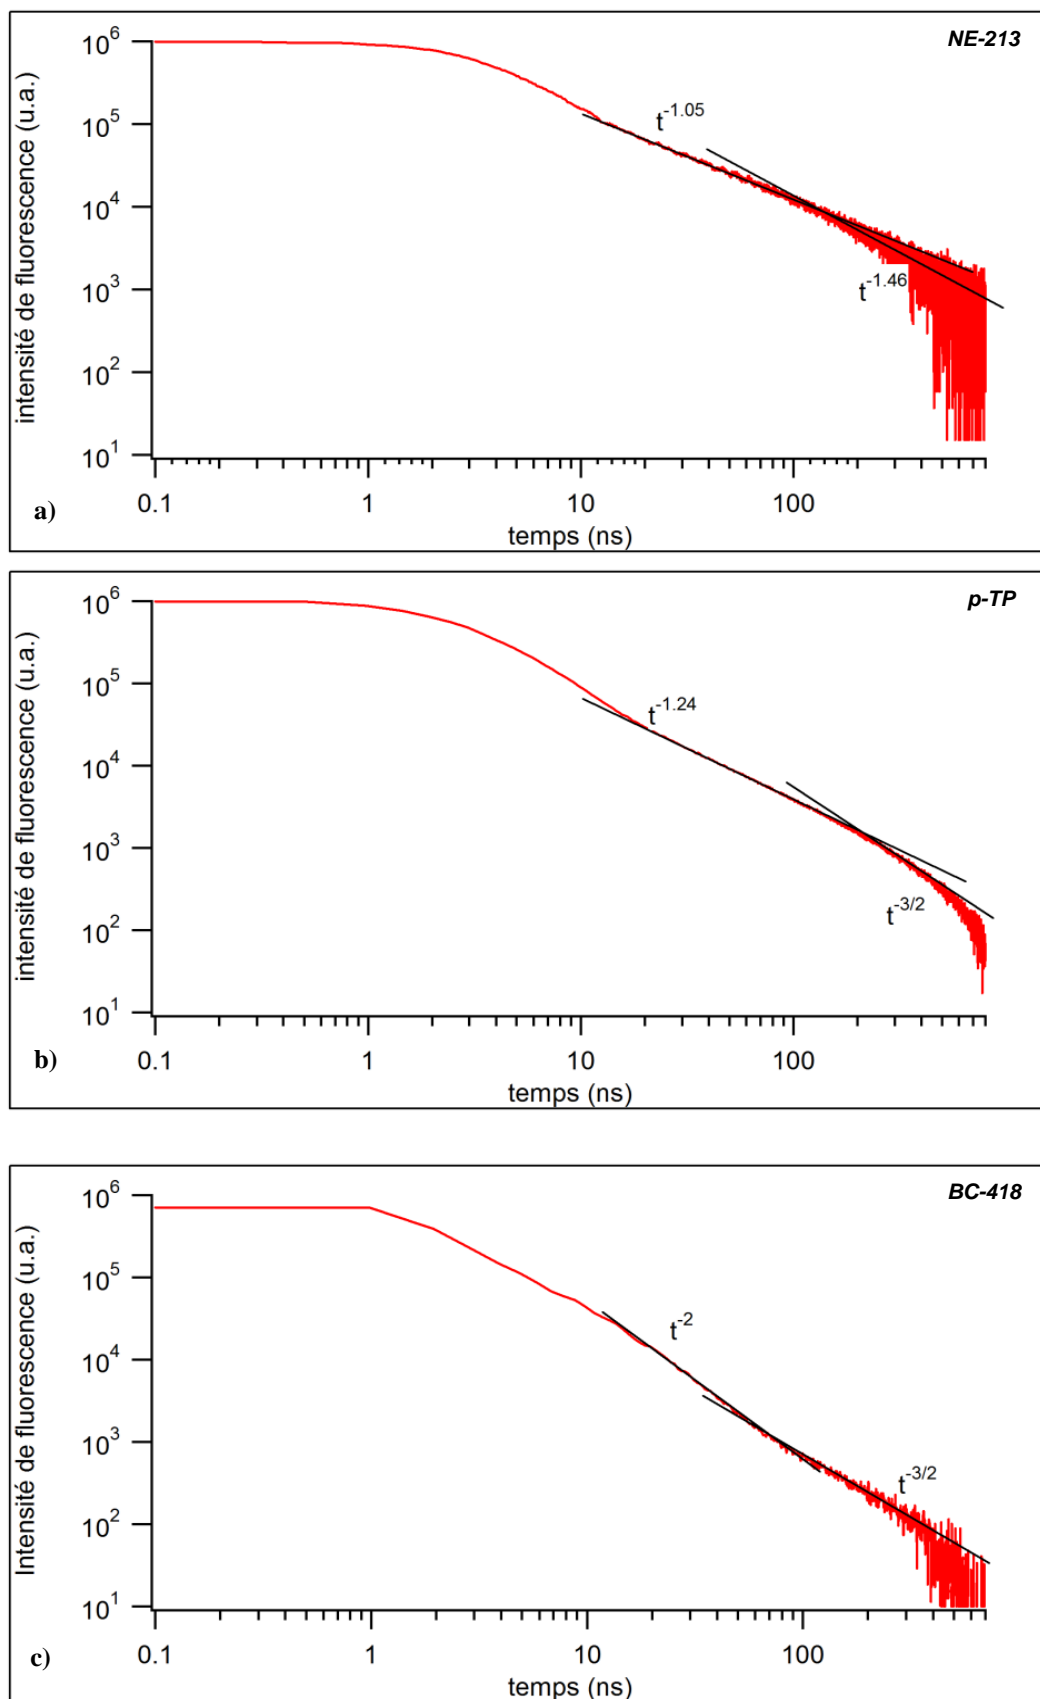 NE-213
intensité de fluorescence (u.a.)
10^6
10^5
10^4
10^3
10^2
10^1
t^-1.05
t^-1.46
0.1 1 10 100
temps (ns)
a)
p-TP
intensité de fluorescence (u.a.)
10^6
10^5
10^4
10^3
10^2
10^1
t^-1.24
t^-3/2
0.1 1 10 100
temps (ns)
b)
BC-418
Intensité de fluorescence (u.a.)
10^6
10^5
10^4
10^3
10^2
10^1
t^-2
t^-3/2
0.1 1 10 100
temps (ns)
c)